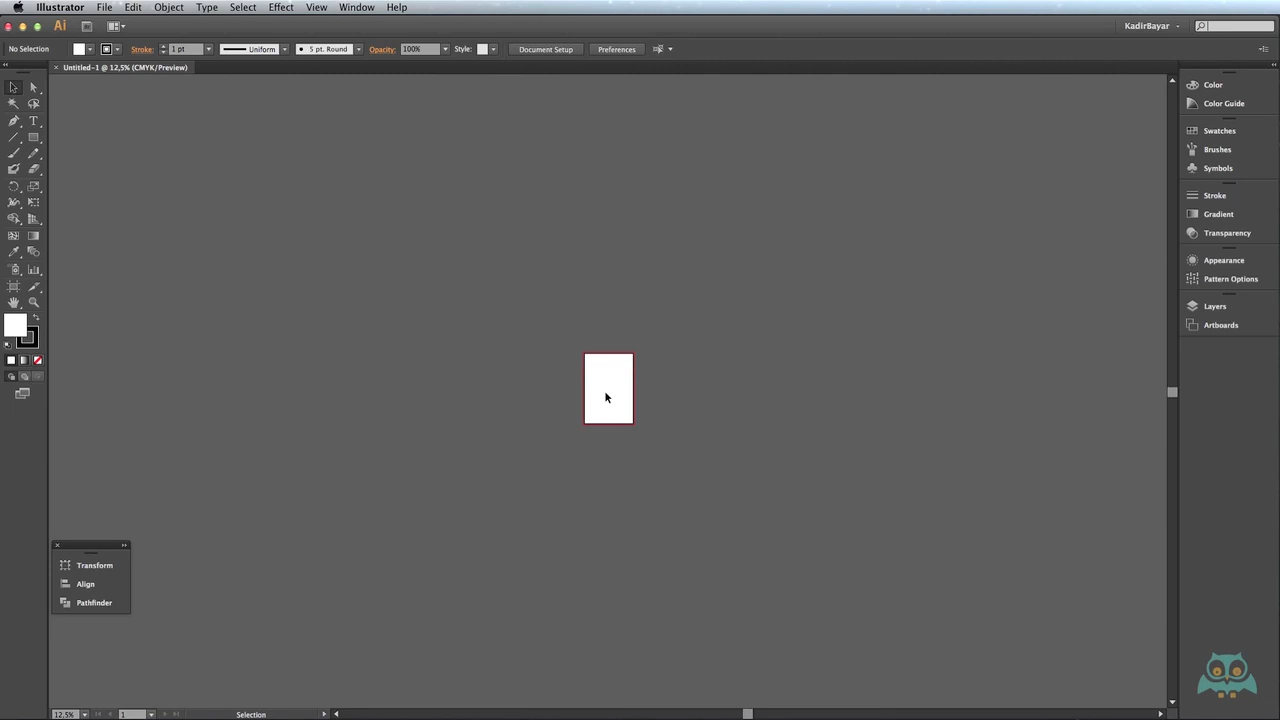 Illustrator File Edit Object Type Select Effect View Window Help
Ai KadirBayar
No Selection Stroke: 1 pt Uniform 5 pt. Round Opacity: 100% Style: Document Setup Preferences
Untitled-1 @ 12,5% (CMYK/Preview)
Color
Color Guide
Swatches
Brushes
Symbols
Stroke
Gradient
Transparency
Appearance
Pattern Options
Layers
Artboards
Transform
Align
Pathfinder
12,5% 1 Selection